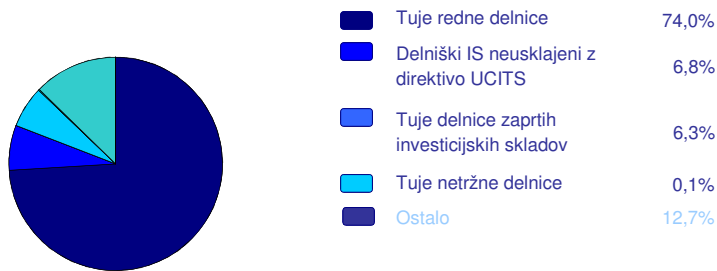 Tuje redne delnice 74,0%
Delniški IS neusklajeni z
direktivo UCITS 6,8%
Tuje delnice zaprtih
investicijskih skladov 6,3%
Tuje netržne delnice 0,1%
Ostalo 12,7%